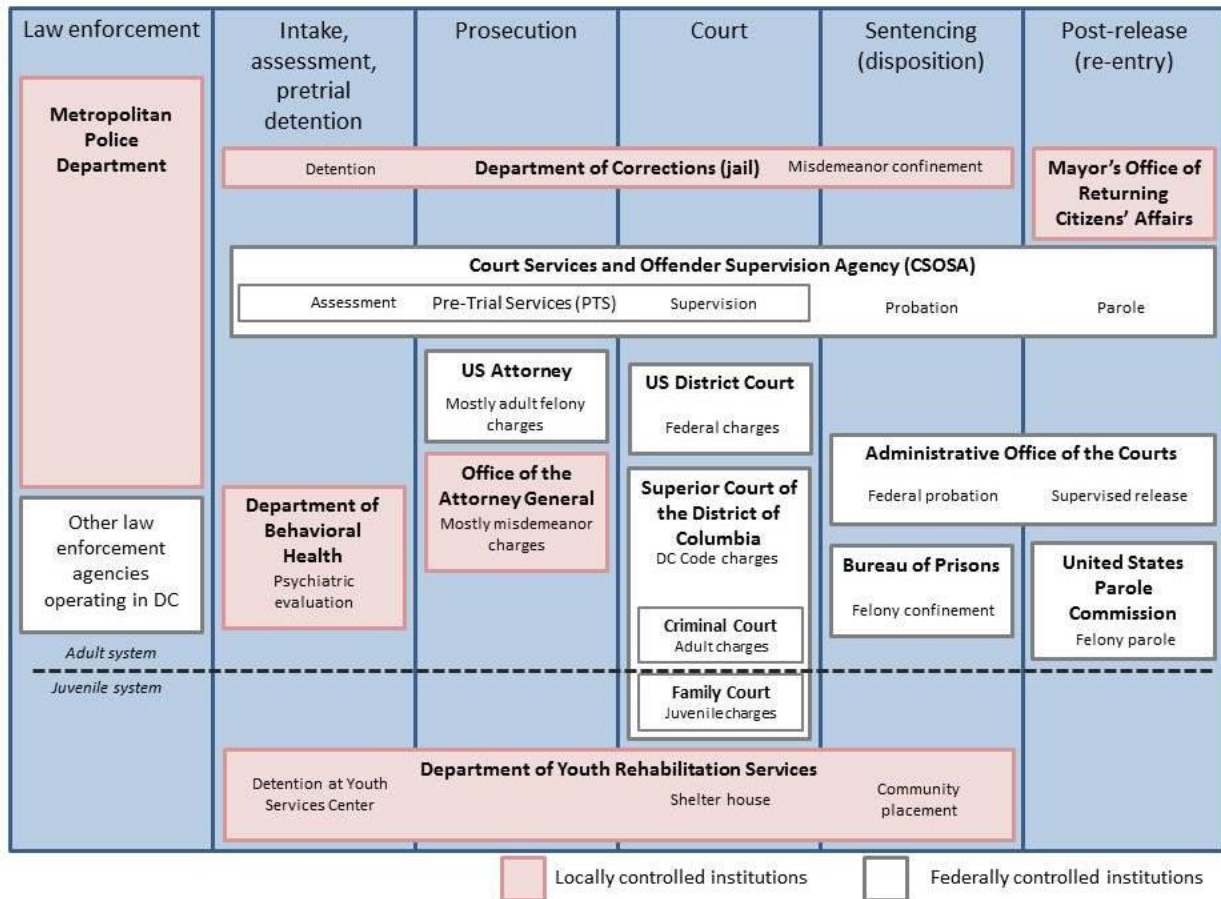 Law enforcement
Intake,
assessment,
pretrial
detention
Prosecution
Court
Sentencing
(disposition)
Post-release
(re-entry)
Metropolitan
Police
Department
Detention
Department of Corrections (jail)
Misdemeanor confinement
Mayor's Office of
Returning
Citizens' Affairs
Court Services and Offender Supervision Agency (CSOSA)
Assessment
Pre-Trial Services (PTS)
Supervision
Probation
Parole
US Attorney
Mostly adult felony
charges
US District Court
Federal charges
Office of the
Attorney General
Mostly misdemeanor
charges
Administrative Office of the Courts
Federal probation
Supervised release
Superior Court of
the District of
Columbia
DC Code charges
Department of
Behavioral
Health
Psychiatric
evaluation
Other law
enforcement
agencies
operating in DC
Bureau of Prisons
Felony confinement
United States
Parole
Commission
Felony parole
Criminal Court
Adult charges
Adult system
Juvenile system
Family Court
Juvenile charges
Department of Youth Rehabilitation Services
Detention at Youth
Services Center
Shelter house
Community
placement
Locally controlled institutions
Federally controlled institutions